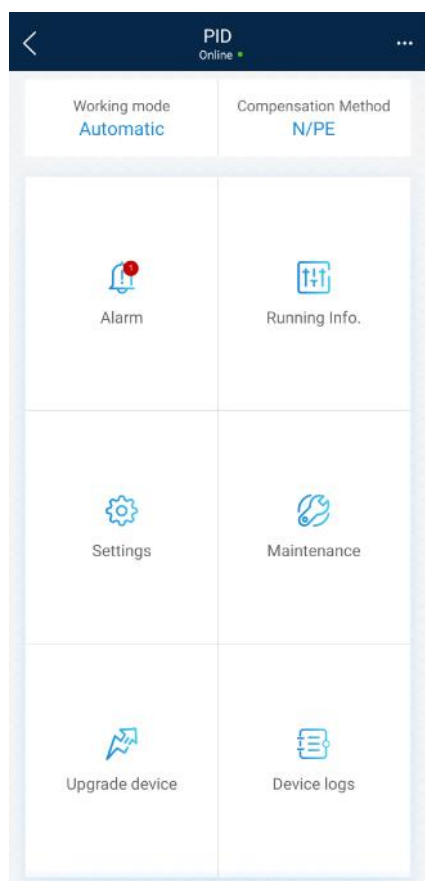 PID
Online
Working mode
Compensation Method
Automatic
N/PE
1
Alarm
Running Info.
Settings
Maintenance
Upgrade device
Device logs